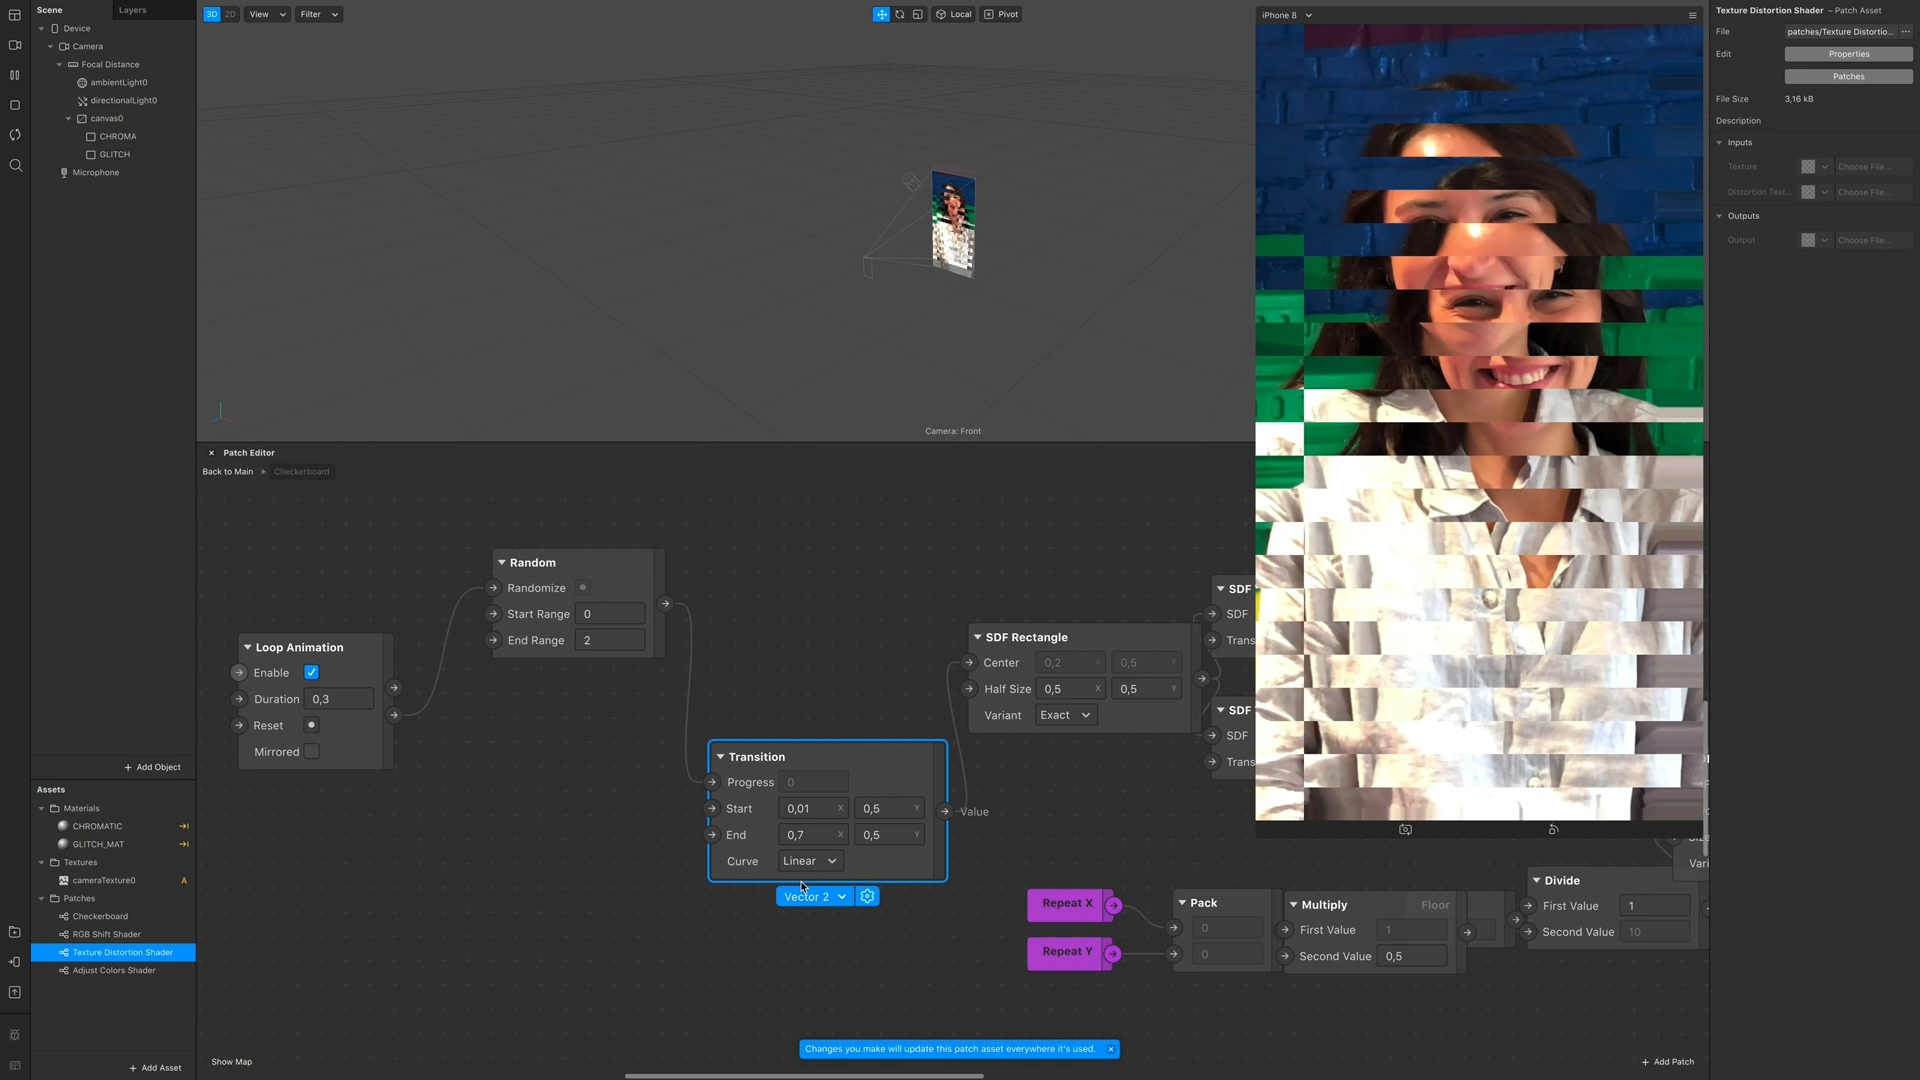 Scene
Layers
Device
Camera
Focal Distance
ambientLight0
directionalLight0
canvas0
CHROMA
GLITCH
Microphone
+ Add Object
Assets
Materials
CHROMATIC
GLITCH_MAT
Textures
cameraTexture0 A
Patches
Checkerboard
RGB Shift Shader
Texture Distortion Shader
Adjust Colors Shader
+ Add Asset
3D 2D View Filter
Local Pivot
Camera: Front
× Patch Editor
Back to Main Checkerboard
Loop Animation
Enable
Duration 0,3
Reset
Mirrored
Random
Randomize
Start Range 0
End Range 2
Transition
Progress 0
Start 0,01 X 0,5 Y
End 0,7 X 0,5 Y
Curve Linear
Value
Vector 2
SDF Rectangle
Center 0,2 X 0,5 Y
Half Size 0,5 X 0,5 Y
Variant Exact
SDF
SDF
Trans
SDF
SDF
Trans
Repeat X
Repeat Y
Pack
0
0
Multiply Floor
First Value 1
Second Value 0,5
Divide
First Value 1
Second Value 10
Vari
Show Map
Changes you make will update this patch asset everywhere it's used. ×
+ Add Patch
iPhone 8
Texture Distortion Shader – Patch Asset
File patches/Texture Distortio... ...
Edit Properties
Patches
File Size 3,16 kB
Description
Inputs
Texture Choose File...
Distortion Text... Choose File...
Outputs
Output Choose File...